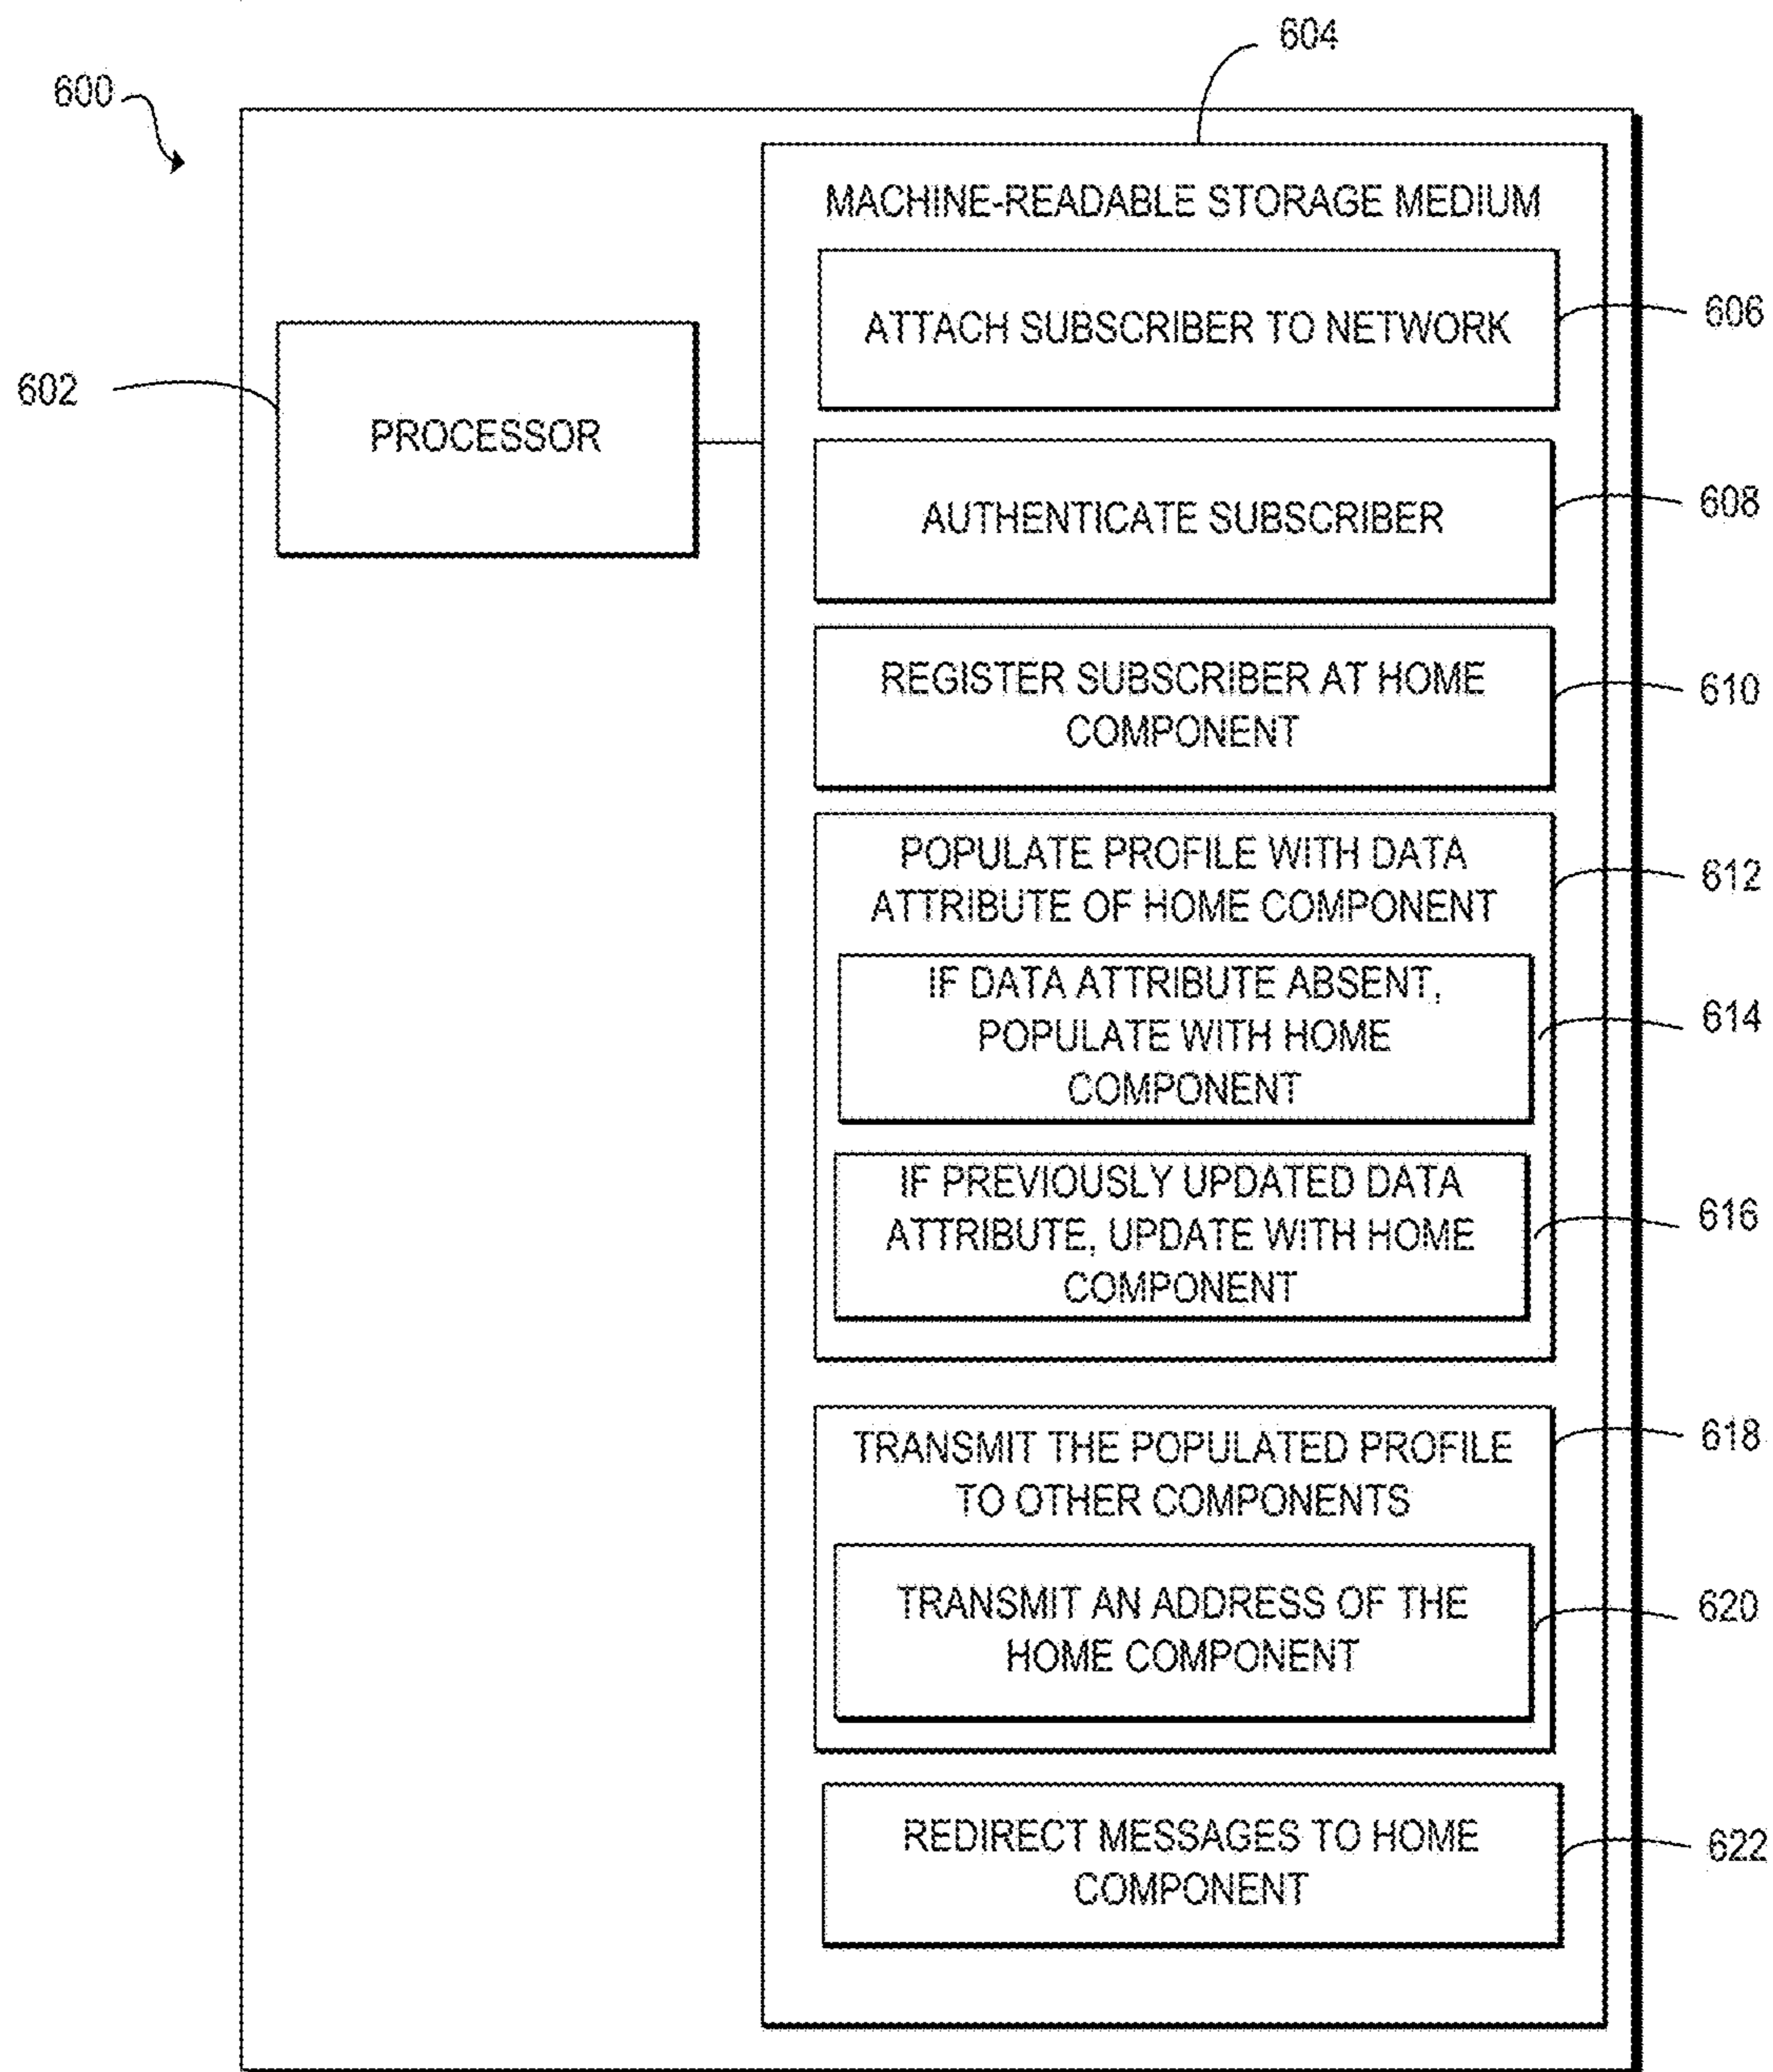 604
600
MACHINE-READABLE STORAGE MEDIUM
ATTACH SUBSCRIBER TO NETWORK
606
602
PROCESSOR
AUTHENTICATE SUBSCRIBER
608
REGISTER SUBSCRIBER AT HOME
COMPONENT
610
POPULATE PROFILE WITH DATA
ATTRIBUTE OF HOME COMPONENT
612
IF DATA ATTRIBUTE ABSENT,
POPULATE WITH HOME
COMPONENT
614
IF PREVIOUSLY UPDATED DATA
ATTRIBUTE, UPDATE WITH HOME
COMPONENT
616
TRANSMIT THE POPULATED PROFILE
TO OTHER COMPONENTS
618
TRANSMIT AN ADDRESS OF THE
HOME COMPONENT
620
REDIRECT MESSAGES TO HOME
COMPONENT
622